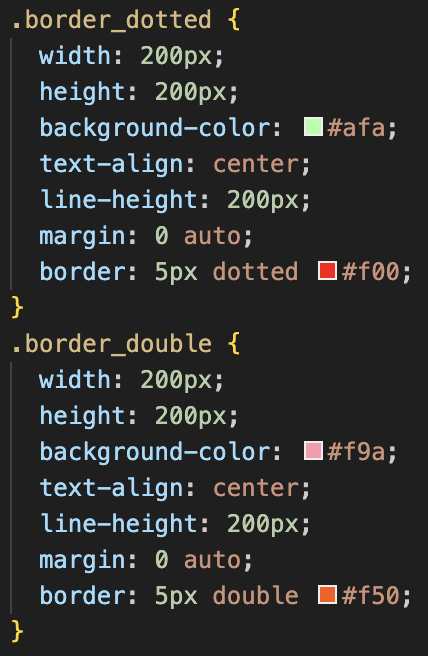 .border_dotted {
  width: 200px;
  height: 200px;
  background-color: #afa;
  text-align: center;
  line-height: 200px;
  margin: 0 auto;
  border: 5px dotted #f00;
}
.border_double {
  width: 200px;
  height: 200px;
  background-color: #f9a;
  text-align: center;
  line-height: 200px;
  margin: 0 auto;
  border: 5px double #f50;
}